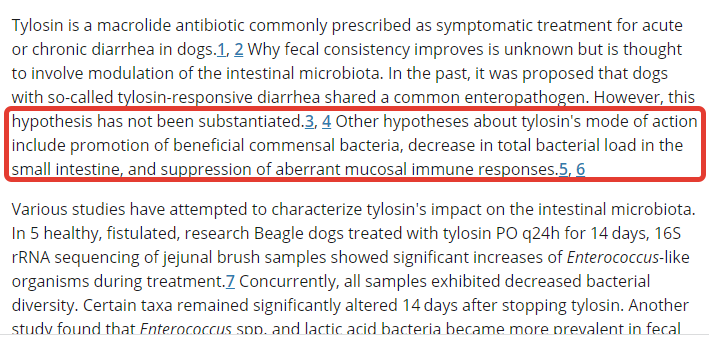 Tylosin is a macrolide antibiotic commonly prescribed as symptomatic treatment for acute
or chronic diarrhea in dogs.1, 2 Why fecal consistency improves is unknown but is thought
to involve modulation of the intestinal microbiota. In the past, it was proposed that dogs
with so-called tylosin-responsive diarrhea shared a common enteropathogen. However, this
hypothesis has not been substantiated.3, 4 Other hypotheses about tylosin's mode of action
include promotion of beneficial commensal bacteria, decrease in total bacterial load in the
small intestine, and suppression of aberrant mucosal immune responses.5, 6
Various studies have attempted to characterize tylosin's impact on the intestinal microbiota.
In 5 healthy, fistulated, research Beagle dogs treated with tylosin PO q24h for 14 days, 16S
rRNA sequencing of jejunal brush samples showed significant increases of Enterococcus-like
organisms during treatment.7 Concurrently, all samples exhibited decreased bacterial
diversity. Certain taxa remained significantly altered 14 days after stopping tylosin. Another
study found that Enterococcus spp. and lactic acid bacteria became more prevalent in fecal